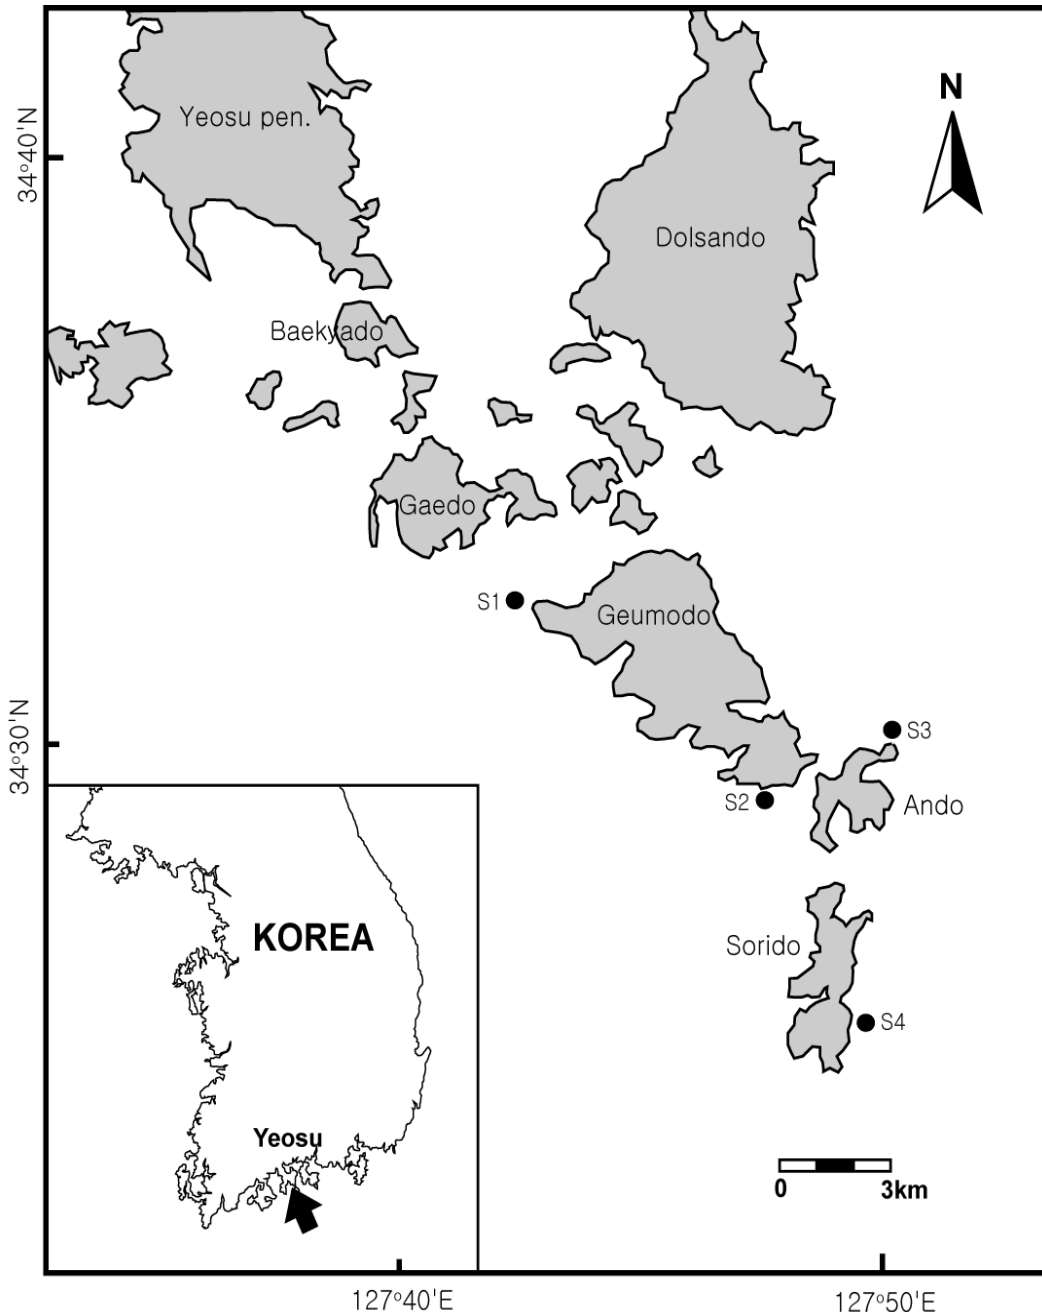 N
Yeosu pen.
34°40'N
Dolsando
Baekyado
Gaedo
S1
Geumodo
34°30'N
S3
S2
Ando
KOREA
Sorido
S4
Yeosu
0 3km
127°40'E
127°50'E